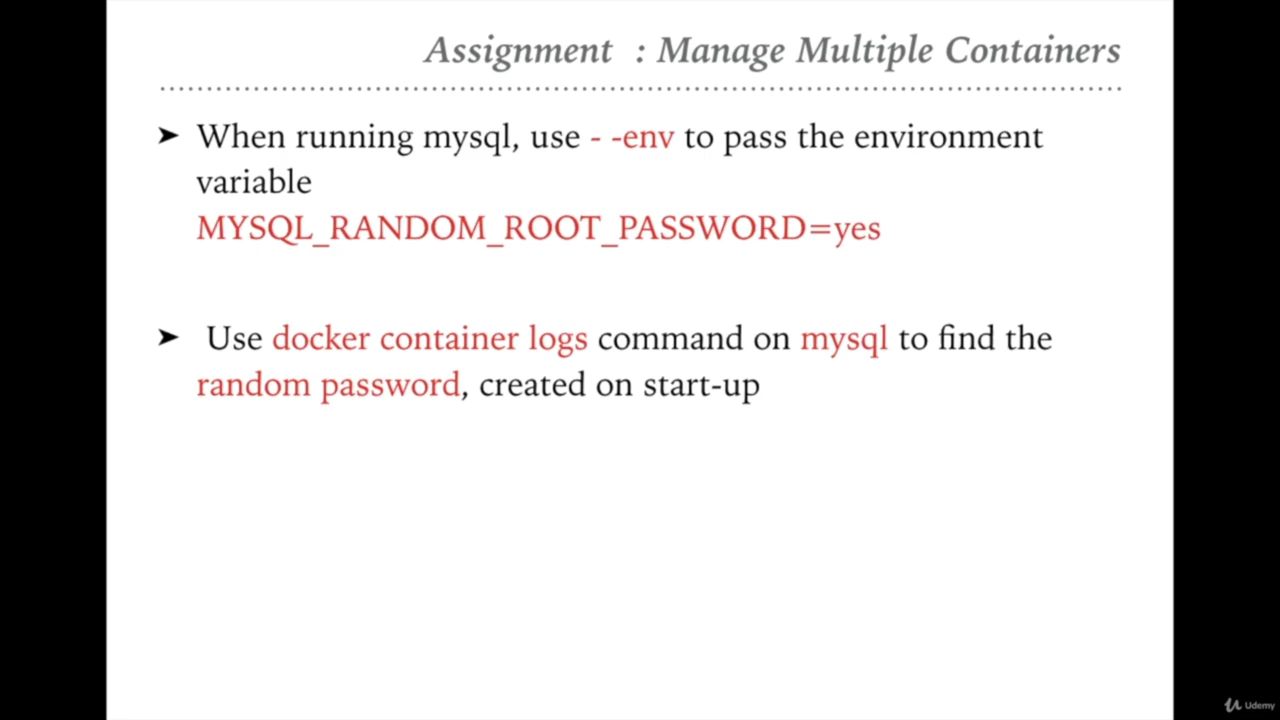 Assignment : Manage Multiple Containers
➤ When running mysql, use - -env to pass the environment
variable
MYSQL_RANDOM_ROOT_PASSWORD=yes
➤ Use docker container logs command on mysql to find the
random password, created on start-up
Udemy